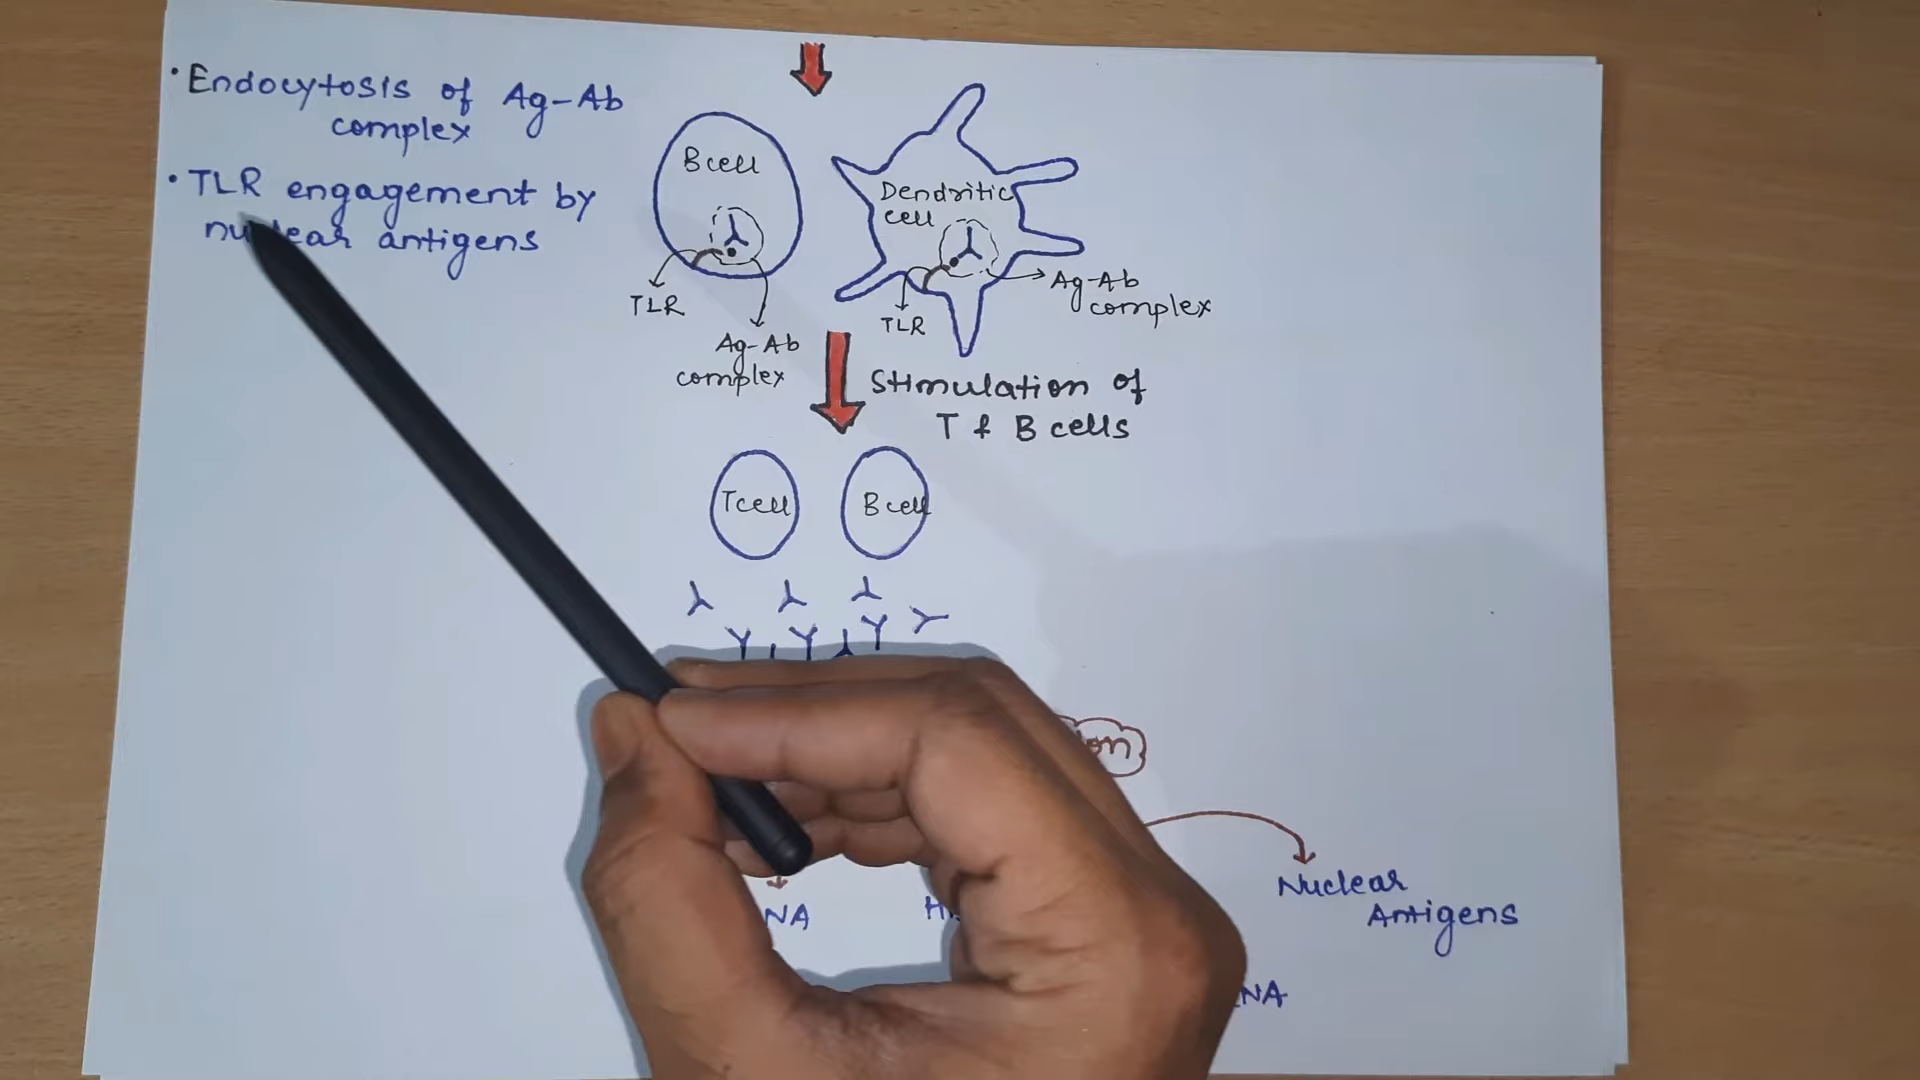 • Endocytosis of Ag-Ab
complex
• TLR engagement by
nuclear antigens
B cell
Dendritic
cell
TLR
Ag-Ab
complex
TLR
Ag-Ab
complex
Stimulation of
T & B cells
T cell
B cell
Nuclear
Antigens